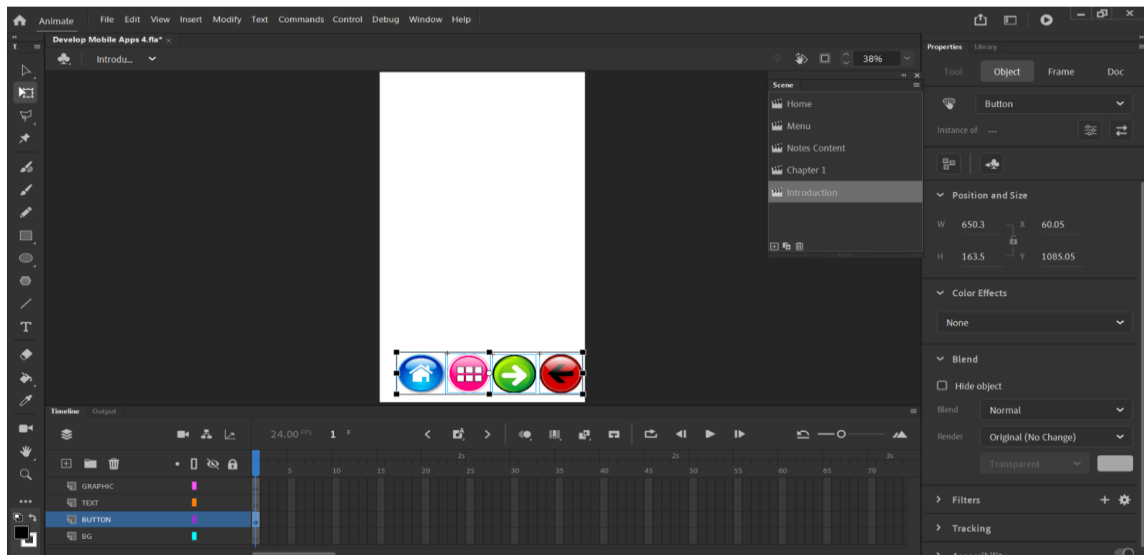 Animate File Edit View Insert Modify Text Commands Control Debug Window Help
Develop Mobile Apps 4.fla* ×
Introdu...
38%
Scene
Home
Menu
Notes Content
Chapter 1
Introduction
Properties Library
Tool Object Frame Doc
Button
Instance of: ---
Position and Size
W 650.3 X 60.05
H 163.5 Y 1085.05
Color Effects
None
Blend
Hide object
Blend Normal
Render Original (No Change)
Transparent
Filters
Tracking
Timeline Output
24.00 FPS 1 F
1s 2s 3s
5 10 15 20 25 30 35 40 45 50 55 60 65 70
GRAPHIC
TEXT
BUTTON
BG